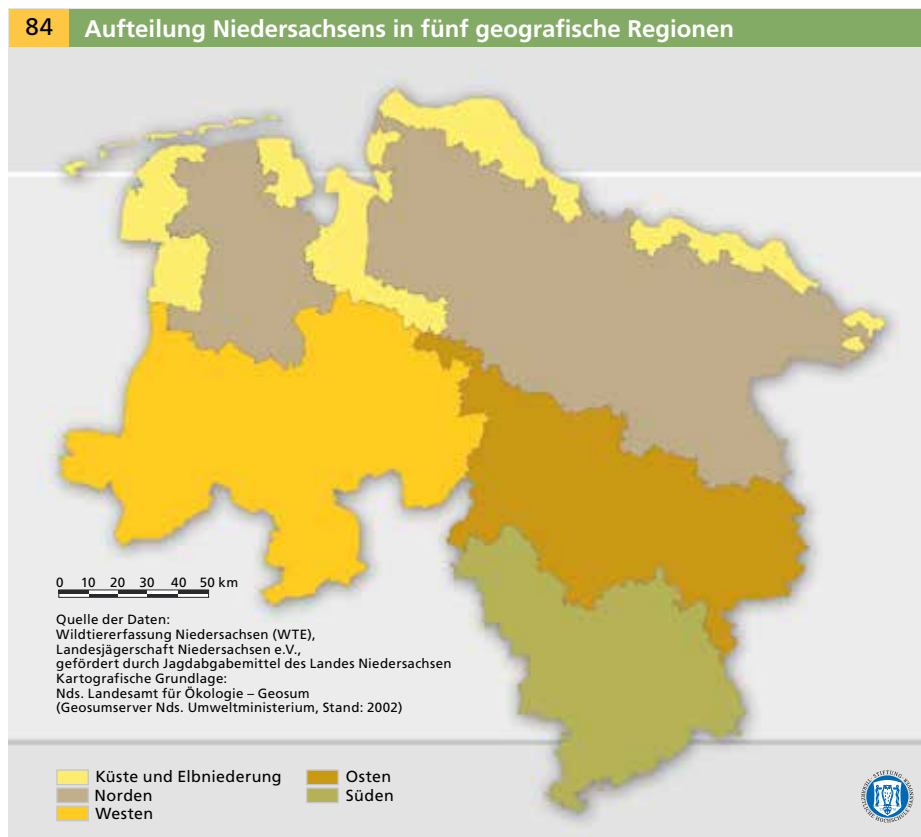 84 Aufteilung Niedersachsens in fünf geografische Regionen
0 10 20 30 40 50 km
Quelle der Daten:
Wildtiererfassung Niedersachsen (WTE),
Landesjägerschaft Niedersachsen e.V.,
gefördert durch Jagdabgabemittel des Landes Niedersachsen
Kartografische Grundlage:
Nds. Landesamt für Ökologie – Geosum
(Geosumserver Nds. Umweltministerium, Stand: 2002)
Küste und Elbniederung
Norden
Westen
Osten
Süden